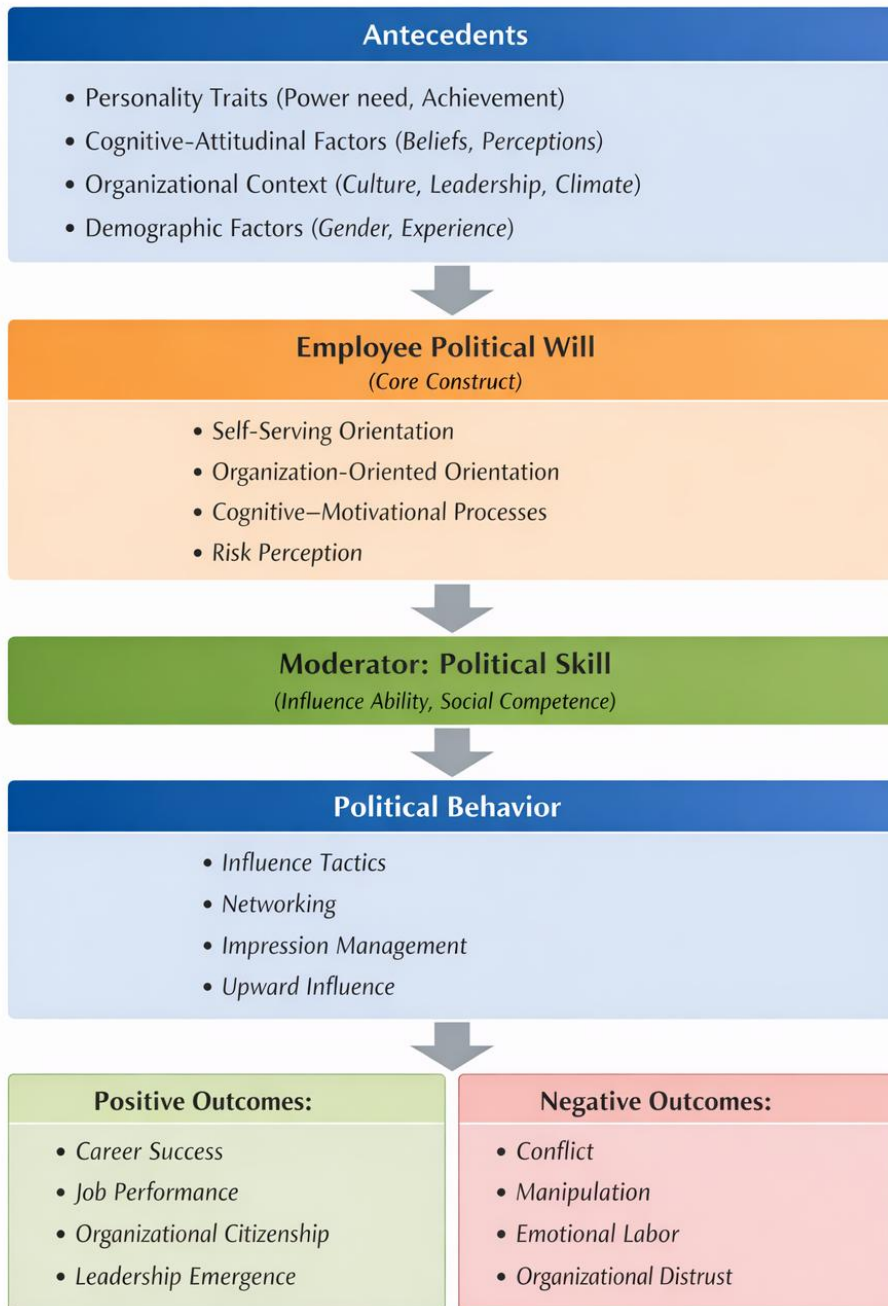 Antecedents
• Personality Traits (Power need, Achievement)
• Cognitive-Attitudinal Factors (Beliefs, Perceptions)
• Organizational Context (Culture, Leadership, Climate)
• Demographic Factors (Gender, Experience)
Employee Political Will
(Core Construct)
• Self-Serving Orientation
• Organization-Oriented Orientation
• Cognitive–Motivational Processes
• Risk Perception
Moderator: Political Skill
(Influence Ability, Social Competence)
Political Behavior
• Influence Tactics
• Networking
• Impression Management
• Upward Influence
Positive Outcomes:
• Career Success
• Job Performance
• Organizational Citizenship
• Leadership Emergence
Negative Outcomes:
• Conflict
• Manipulation
• Emotional Labor
• Organizational Distrust